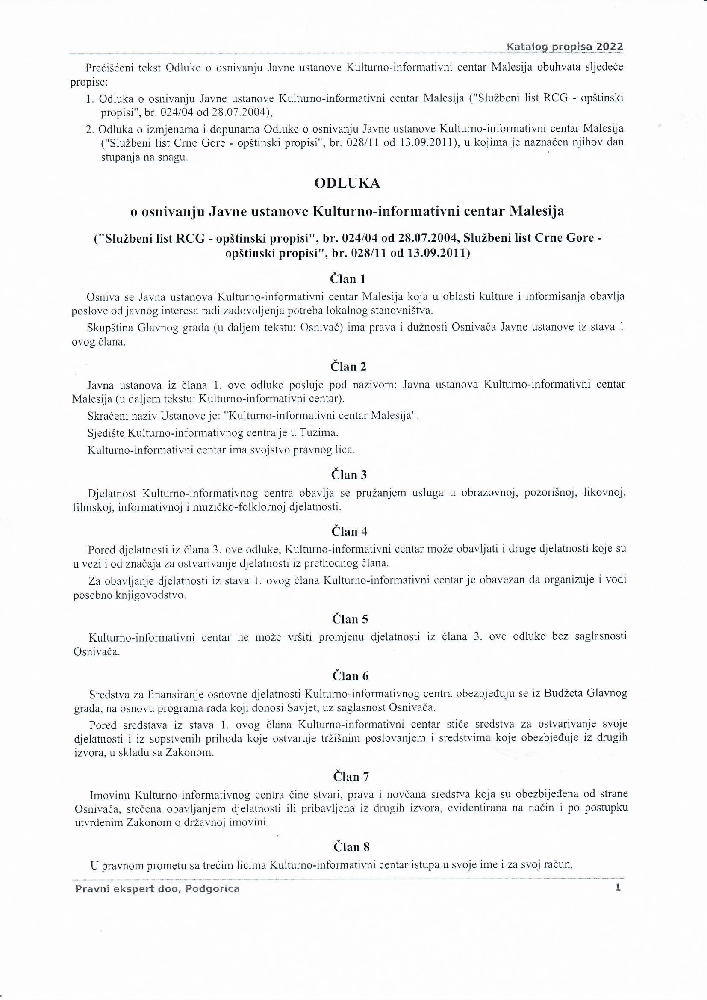 Katalog propisa 2022
Prečišćeni tekst Odluke o osnivanju Javne ustanove Kulturno-informativni centar Malesija obuhvata sljedeće
propise:
1. Odluka o osnivanju Javne ustanove Kulturno-informativni centar Malesija ("Službeni list RCG - opštinski
propisi", br. 024/04 od 28.07.2004),
2. Odluka o izmjenama i dopunama Odluke o osnivanju Javne ustanove Kulturno-informativni centar Malesija
("Službeni list Crne Gore - opštinski propisi", br. 028/11 od 13.09.2011), u kojima je naznačen njihov dan
stupanja na snagu.
ODLUKA
o osnivanju Javne ustanove Kulturno-informativni centar Malesija
("Službeni list RCG - opštinski propisi", br. 024/04 od 28.07.2004, Službeni list Crne Gore -
opštinski propisi", br. 028/11 od 13.09.2011)
Član 1
Osniva se Javna ustanova Kulturno-informativni centar Malesija koja u oblasti kulture i informisanja obavlja
poslove od javnog interesa radi zadovoljenja potreba lokalnog stanovništva.
Skupština Glavnog grada (u daljem tekstu: Osnivač) ima prava i dužnosti Osnivača Javne ustanove iz stava 1
ovog člana.
Član 2
Javna ustanova iz člana 1. ove odluke posluje pod nazivom: Javna ustanova Kulturno-informativni centar
Malesija (u daljem tekstu: Kulturno-informativni centar).
Skraćeni naziv Ustanove je: "Kulturno-informativni centar Malesija".
Sjedište Kulturno-informativnog centra je u Tuzima.
Kulturno-informativni centar ima svojstvo pravnog lica.
Član 3
Djelatnost Kulturno-informativnog centra obavlja se pružanjem usluga u obrazovnoj, pozorišnoj, likovnoj,
filmskoj, informativnoj i muzičko-folklornoj djelatnosti.
Član 4
Pored djelatnosti iz člana 3. ove odluke, Kulturno-informativni centar može obavljati i druge djelatnosti koje su
u vezi i od značaja za ostvarivanje djelatnosti iz prethodnog člana.
Za obavljanje djelatnosti iz stava 1. ovog člana Kulturno-informativni centar je obavezan da organizuje i vodi
posebno knjigovodstvo.
Član 5
Kulturno-informativni centar ne može vršiti promjenu djelatnosti iz člana 3. ove odluke bez saglasnosti
Osnivača.
Član 6
Sredstva za finansiranje osnovne djelatnosti Kulturno-informativnog centra obezbjeđuju se iz Budžeta Glavnog
grada, na osnovu programa rada koji donosi Savjet, uz saglasnost Osnivača.
Pored sredstava iz stava 1. ovog člana Kulturno-informativni centar stiče sredstva za ostvarivanje svoje
djelatnosti i iz sopstvenih prihoda koje ostvaruje tržišnim poslovanjem i sredstvima koje obezbjeđuje iz drugih
izvora, u skladu sa Zakonom.
Član 7
Imovinu Kulturno-informativnog centra čine stvari, prava i novčana sredstva koja su obezbijeđena od strane
Osnivača, stečena obavljanjem djelatnosti ili pribavljena iz drugih izvora, evidentirana na način i po postupku
utvrđenim Zakonom o državnoj imovini.
Član 8
U pravnom prometu sa trećim licima Kulturno-informativni centar istupa u svoje ime i za svoj račun.
Pravni ekspert doo, Podgorica 1